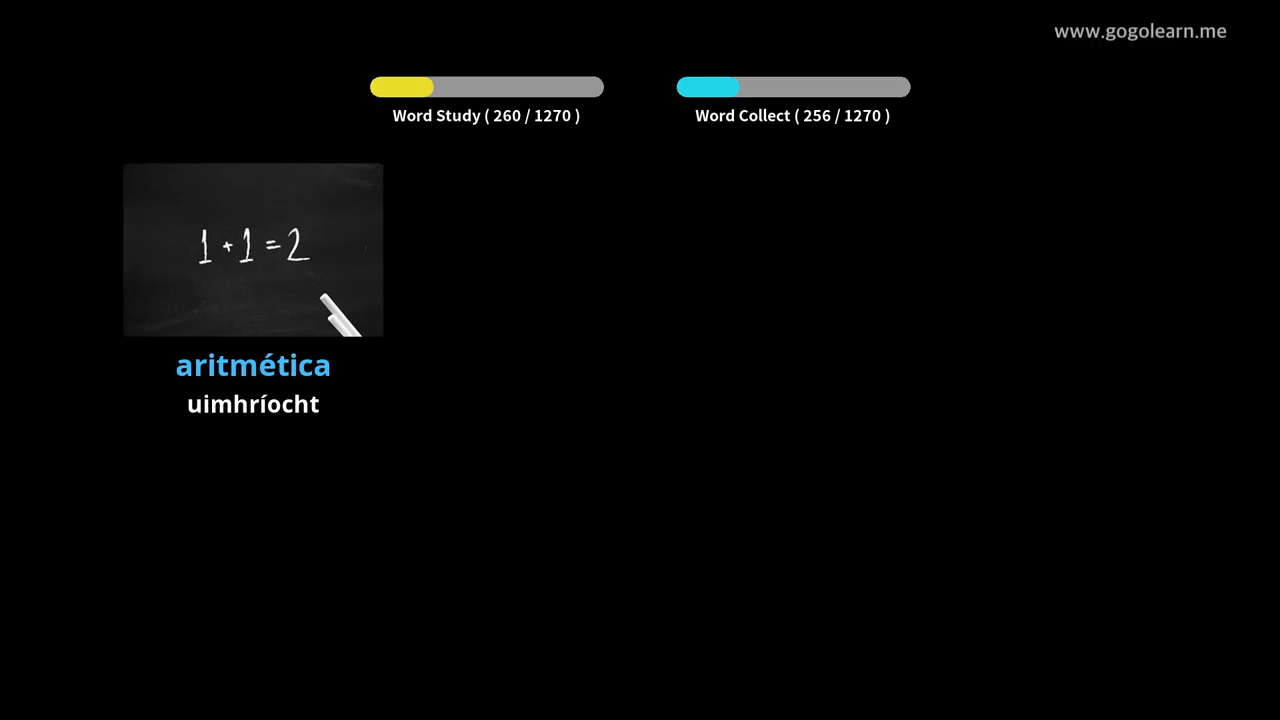 www.gogolearn.me
Word Study ( 260 / 1270 )
Word Collect ( 256 / 1270 )
1 + 1 = 2
aritmética
uimhríocht